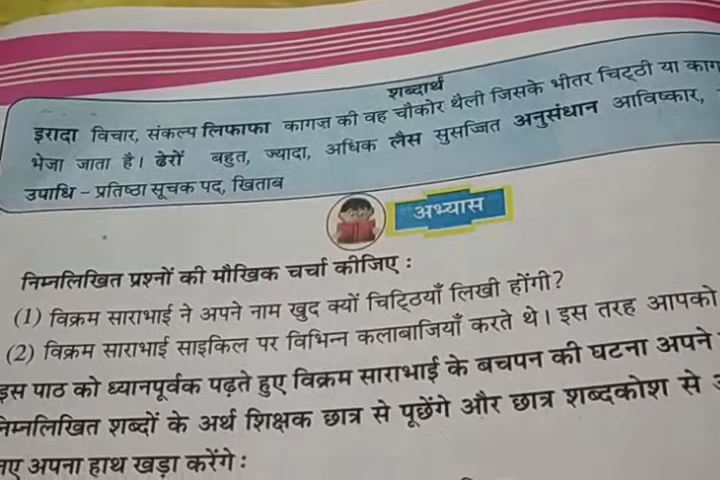 शब्दार्थ
इरादा विचार, संकल्प लिफाफा कागज़ की वह चौकोर थैली जिसके भीतर चिट्ठी या काग
भेजा जाता है। ढेरों बहुत, ज्यादा, अधिक लैस सुसज्जित अनुसंधान आविष्कार,
उपाधि – प्रतिष्ठा सूचक पद, खिताब
अभ्यास
निम्नलिखित प्रश्नों की मौखिक चर्चा कीजिए :
(1) विक्रम साराभाई ने अपने नाम खुद क्यों चिट्ठियाँ लिखी होंगी?
(2) विक्रम साराभाई साइकिल पर विभिन्न कलाबाजियाँ करते थे। इस तरह आपको
इस पाठ को ध्यानपूर्वक पढ़ते हुए विक्रम साराभाई के बचपन की घटना अपने
निम्नलिखित शब्दों के अर्थ शिक्षक छात्र से पूछेंगे और छात्र शब्दकोश से
नए अपना हाथ खड़ा करेंगे :